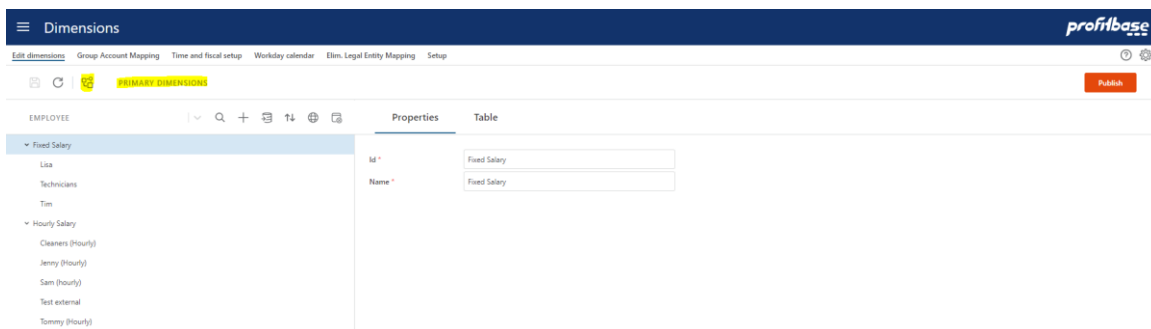 Dimensions
profitbase
Edit dimensions Group Account Mapping Time and fiscal setup Workday calendar Elim. Legal Entity Mapping Setup
PRIMARY DIMENSIONS
Publish
EMPLOYEE
Properties Table
Fixed Salary
Lisa
Id * Fixed Salary
Technicians
Name * Fixed Salary
Tim
Hourly Salary
Cleaners (Hourly)
Jenny (Hourly)
Sam (hourly)
Test external
Tommy (Hourly)